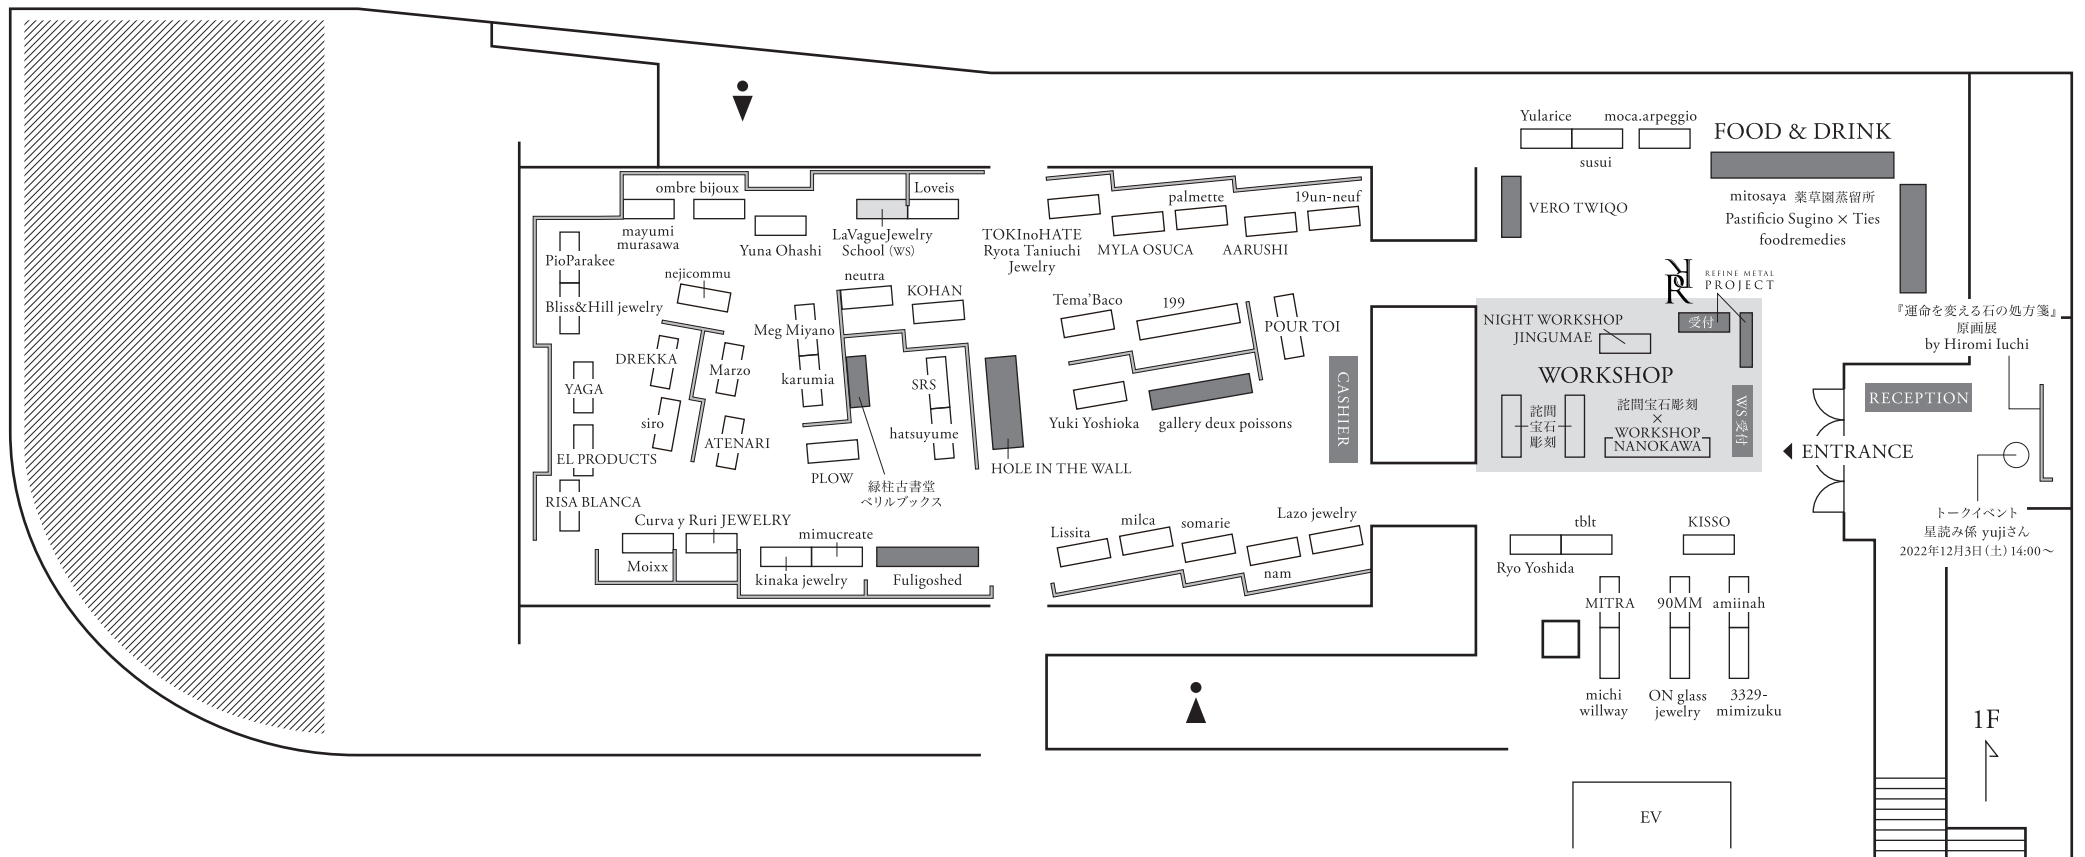 Yularice
moca.arpeggio
susui
FOOD & DRINK
VERO TWIQO
mitosaya 薬草園蒸留所
Pastificio Sugino × Ties
foodremedies
ombre bijoux
Loveis
mayumi
murasawa
Yuna Ohashi
LaVagueJewelry
School (WS)
PioParakee
Bliss&Hill jewelry
nejicommu
neutra
KOHAN
Meg Miyano
karumia
DREKKA
Marzo
siro
ATENARI
YAGA
EL PRODUCTS
RISA BLANCA
SRS
hatsuyume
PLOW
緑柱古書堂
ベリルブックス
HOLE IN THE WALL
Curva y Ruri JEWELRY
Moixx
mimucreate
kinaka jewelry
Fuligoshed
TOKInoHATE
Ryota Taniuchi
Jewelry
MYLA OSUCA
palmette
AARUSHI
19un-neuf
Tema'Baco
199
POUR TOI
Yuki Yoshioka
gallery deux poissons
CASHIER
Lissita
milca
somarie
nam
Lazo jewelry
RR
REFINE METAL
PROJECT
受付
NIGHT WORKSHOP
JINGUMAE
WORKSHOP
詫間
宝石
彫刻
詫間宝石彫刻
×
WORKSHOP
NANOKAWA
WS受付
『運命を変える石の処方箋』
原画展
by Hiromi Iuchi
RECEPTION
ENTRANCE
トークイベント
星読み係 yujiさん
2022年12月3日(土) 14:00〜
tblt
Ryo Yoshida
KISSO
MITRA
90MM
amiinah
michi
willway
ON glass
jewelry
3329-
mimizuku
1F
EV